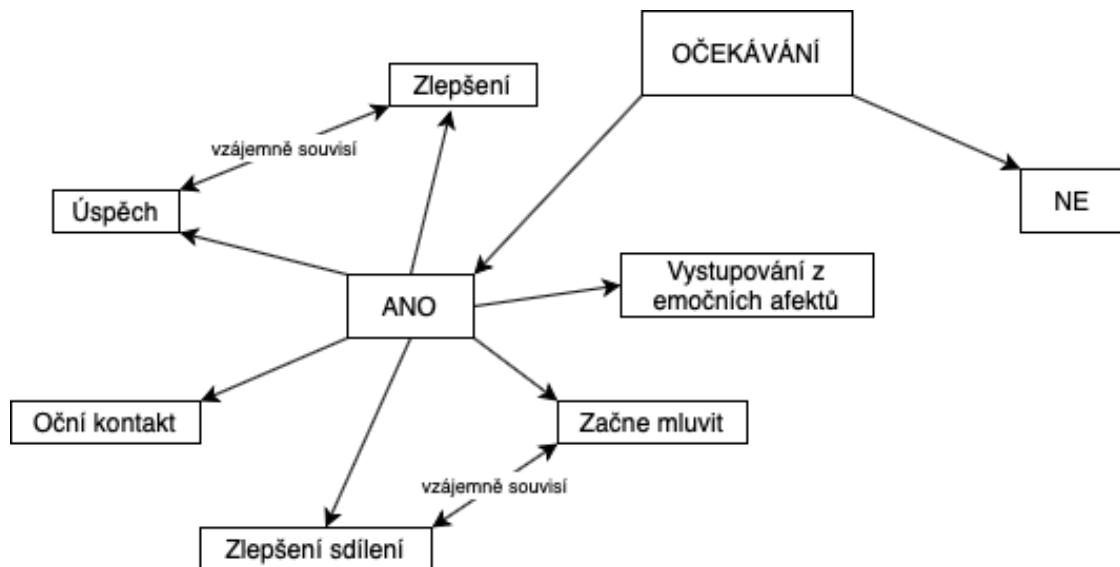 OČEKÁVÁNÍ
Zlepšení
vzájemně souvisí
Úspěch
NE
Vystupování z
emočních afektů
ANO
Oční kontakt
Začne mluvit
vzájemně souvisí
Zlepšení sdílení